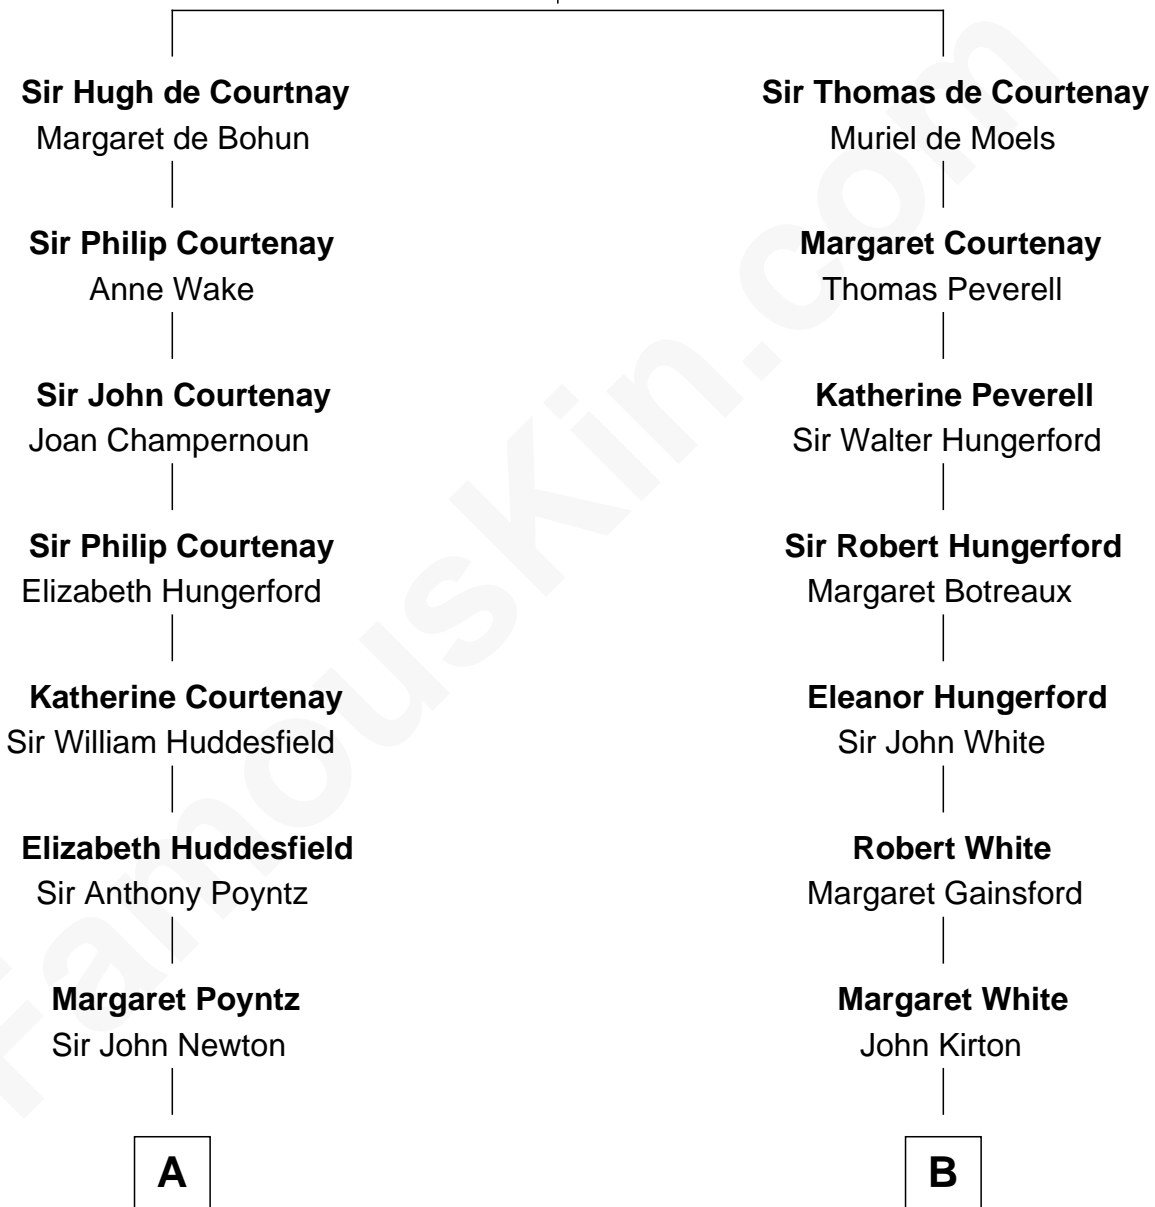 Sir Hugh de Courtnay
Margaret de Bohun
Sir Philip Courtenay
Anne Wake
Sir John Courtenay
Joan Champernoun
Sir Philip Courtenay
Elizabeth Hungerford
Katherine Courtenay
Sir William Huddesfield
Elizabeth Huddesfield
Sir Anthony Poyntz
Margaret Poyntz
Sir John Newton
A
Sir Thomas de Courtenay
Muriel de Moels
Margaret Courtenay
Thomas Peverell
Katherine Peverell
Sir Walter Hungerford
Sir Robert Hungerford
Margaret Botreaux
Eleanor Hungerford
Sir John White
Robert White
Margaret Gainsford
Margaret White
John Kirton
B
FamousKin.com